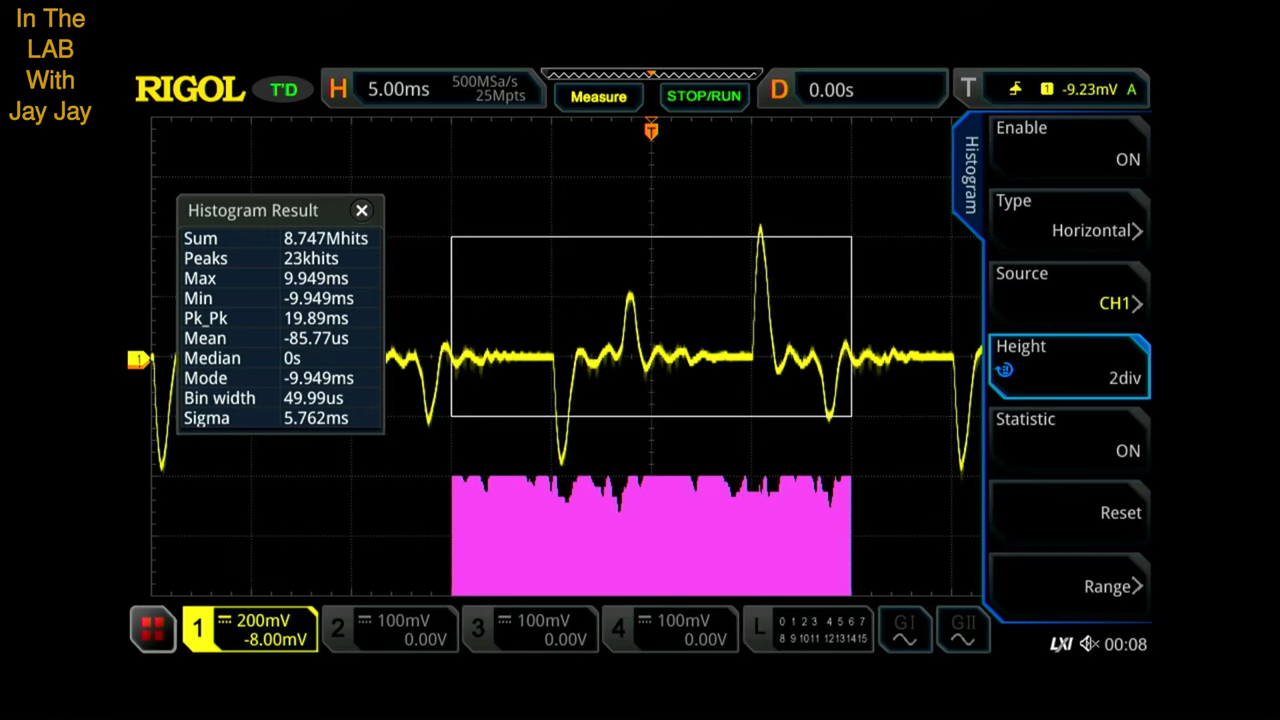 In The
LAB
With
Jay Jay
RIGOL T'D H 5.00ms 500MSa/s 25Mpts Measure STOP/RUN D 0.00s T 1 -9.23mV A
T
1
Histogram Result
Sum 8.747Mhits
Peaks 23khits
Max 9.949ms
Min -9.949ms
Pk_Pk 19.89ms
Mean -85.77us
Median 0s
Mode -9.949ms
Bin width 49.99us
Sigma 5.762ms
Histogram
Enable
ON
Type
Horizontal
Source
CH1
Height
2div
Statistic
ON
Reset
Range
1 200mV -8.00mV
2 100mV 0.00V
3 100mV 0.00V
4 100mV 0.00V
L 0 1 2 3 4 5 6 7
8 9 10 11 12 13 14 15
GI
GII
LXI 00:08